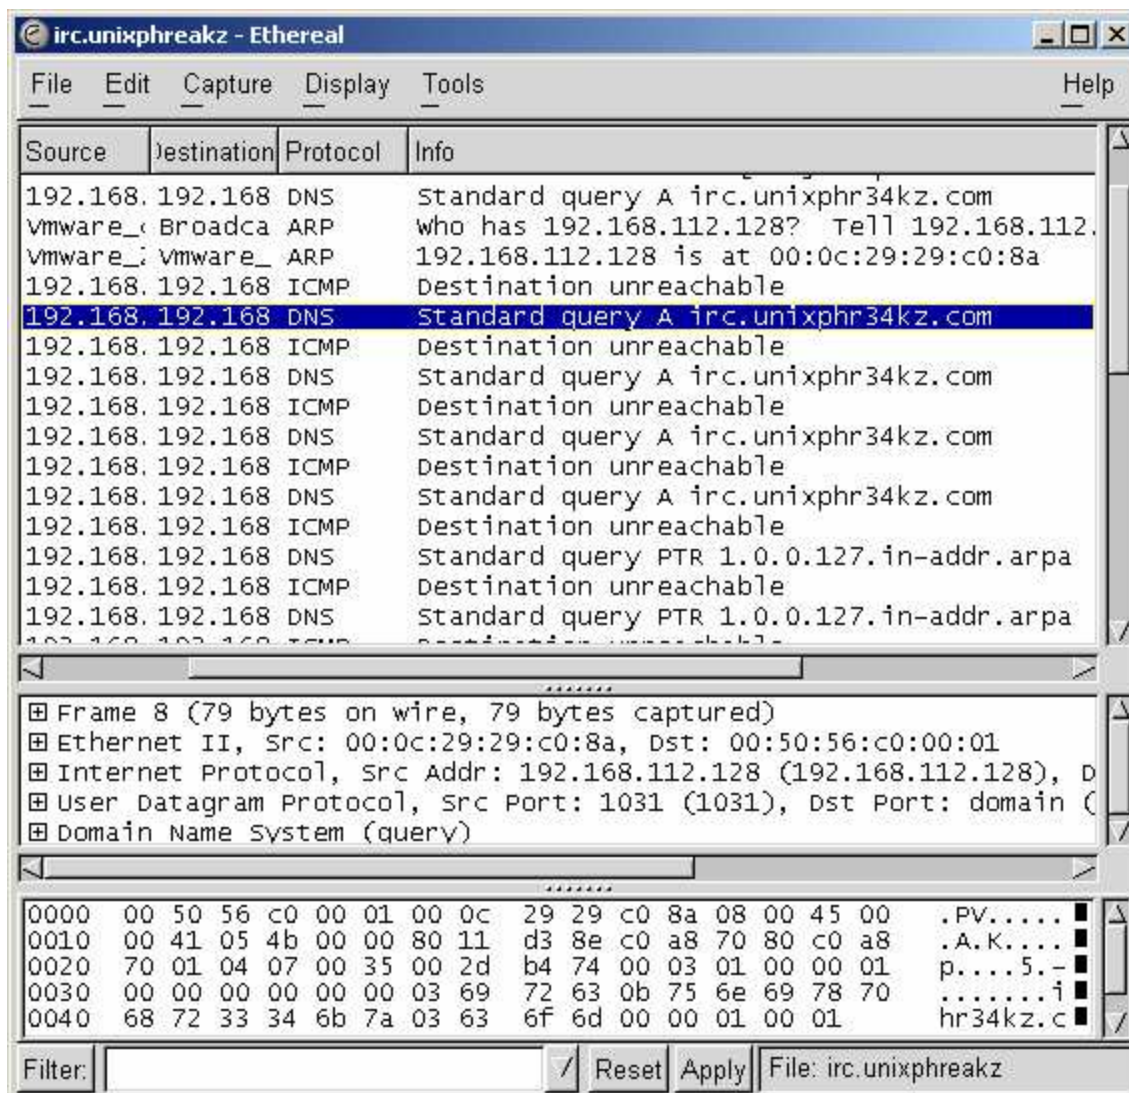 irc.unixphreakz - Ethereal
File Edit Capture Display Tools Help
Source Destination Protocol Info
192.168. 192.168 DNS Standard query A irc.unixphr34kz.com
Vmware_ Broadca ARP Who has 192.168.112.128? Tell 192.168.112.
Vmware_ Vmware_ ARP 192.168.112.128 is at 00:0c:29:29:c0:8a
192.168. 192.168 ICMP Destination unreachable
192.168. 192.168 DNS Standard query A irc.unixphr34kz.com
192.168. 192.168 ICMP Destination unreachable
192.168. 192.168 DNS Standard query A irc.unixphr34kz.com
192.168. 192.168 ICMP Destination unreachable
192.168. 192.168 DNS Standard query A irc.unixphr34kz.com
192.168. 192.168 ICMP Destination unreachable
192.168. 192.168 DNS Standard query A irc.unixphr34kz.com
192.168. 192.168 ICMP Destination unreachable
192.168. 192.168 DNS Standard query PTR 1.0.0.127.in-addr.arpa
192.168. 192.168 ICMP Destination unreachable
192.168. 192.168 DNS Standard query PTR 1.0.0.127.in-addr.arpa
Frame 8 (79 bytes on wire, 79 bytes captured)
Ethernet II, Src: 00:0c:29:29:c0:8a, Dst: 00:50:56:c0:00:01
Internet Protocol, Src Addr: 192.168.112.128 (192.168.112.128), D
User Datagram Protocol, Src Port: 1031 (1031), Dst Port: domain (
Domain Name System (query)
0000 00 50 56 c0 00 01 00 0c 29 29 c0 8a 08 00 45 00 .PV.....
0010 00 41 05 4b 00 00 80 11 d3 8e c0 a8 70 80 c0 a8 .A.K....
0020 70 01 04 07 00 35 00 2d b4 74 00 03 01 00 00 01 p....5.-
0030 00 00 00 00 00 00 03 69 72 63 0b 75 6e 69 78 70 .......i
0040 68 72 33 34 6b 7a 03 63 6f 6d 00 00 01 00 01 hr34kz.c
Filter: Reset Apply File: irc.unixphreakz